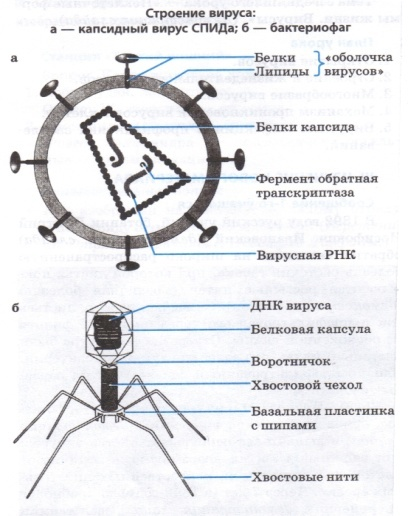 Строение вируса:
а — капсидный вирус СПИДа; б — бактериофаг
а
Белки
Липиды
«оболочка
вирусов»
Белки капсида
Фермент обратная
транскриптаза
Вирусная РНК
б
ДНК вируса
Белковая капсула
Воротничок
Хвостовой чехол
Базальная пластинка
с шипами
Хвостовые нити